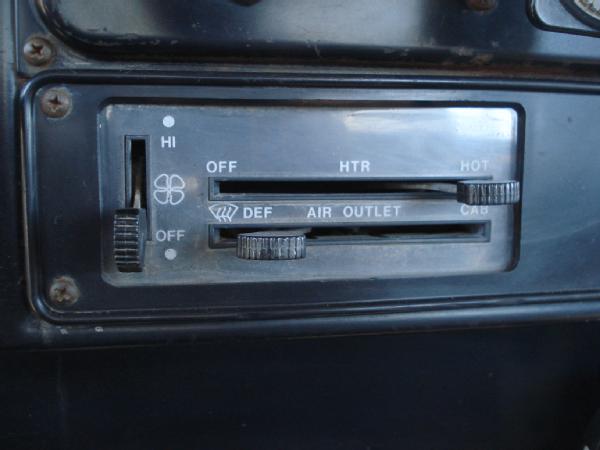 HI
OFF HTR HOT
DEF AIR OUTLET CAB
OFF